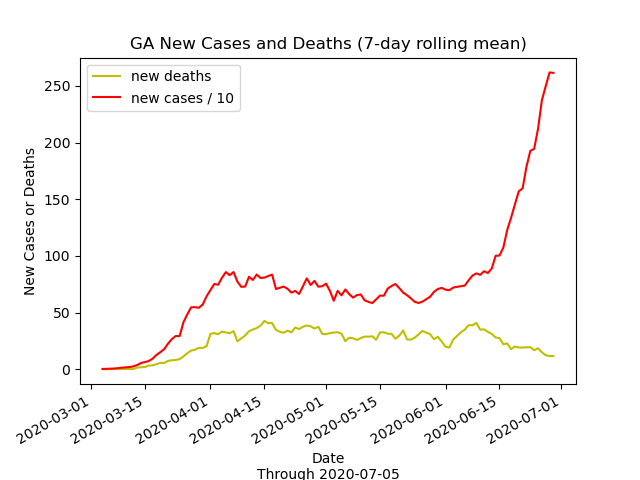 GA New Cases and Deaths (7-day rolling mean)
new deaths
new cases / 10
New Cases or Deaths
250
200
150
100
50
0
2020-03-01
2020-03-15
2020-04-01
2020-04-15
2020-05-01
2020-05-15
2020-06-01
2020-06-15
2020-07-01
Date
Through 2020-07-05